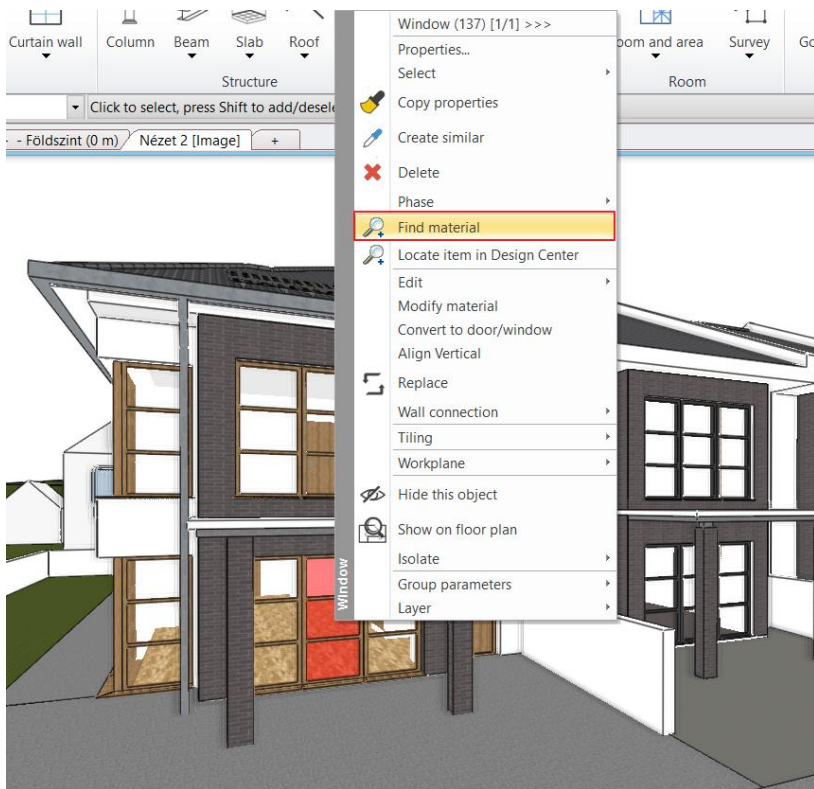 Curtain wall
Column
Beam
Slab
Roof
Structure
Click to select, press Shift to add/desele
- Földszint (0 m)
Nézet 2 [Image]
+
Window (137) [1/1] >>>
Properties...
Select
Copy properties
Create similar
Delete
Phase
Find material
Locate item in Design Center
Edit
Modify material
Convert to door/window
Align Vertical
Replace
Wall connection
Tiling
Workplane
Hide this object
Show on floor plan
Isolate
Group parameters
Layer
Window
oom and area
Survey
Go
Room